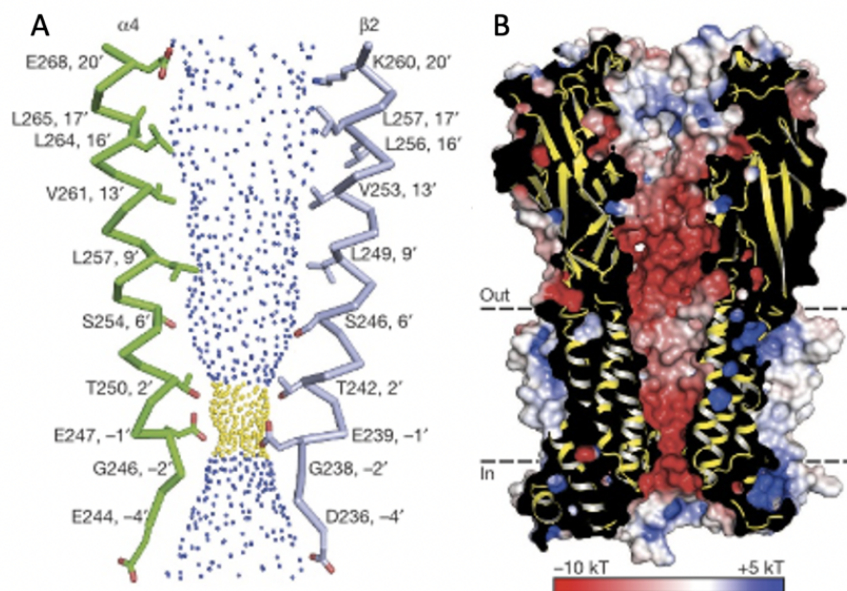 A
α4
β2
E268, 20′
K260, 20′
L265, 17′
L257, 17′
L264, 16′
L256, 16′
V261, 13′
V253, 13′
L257, 9′
L249, 9′
S254, 6′
S246, 6′
T250, 2′
T242, 2′
E247, –1′
E239, –1′
G246, –2′
G238, –2′
E244, –4′
D236, –4′
B
Out
In
–10 kT
+5 kT